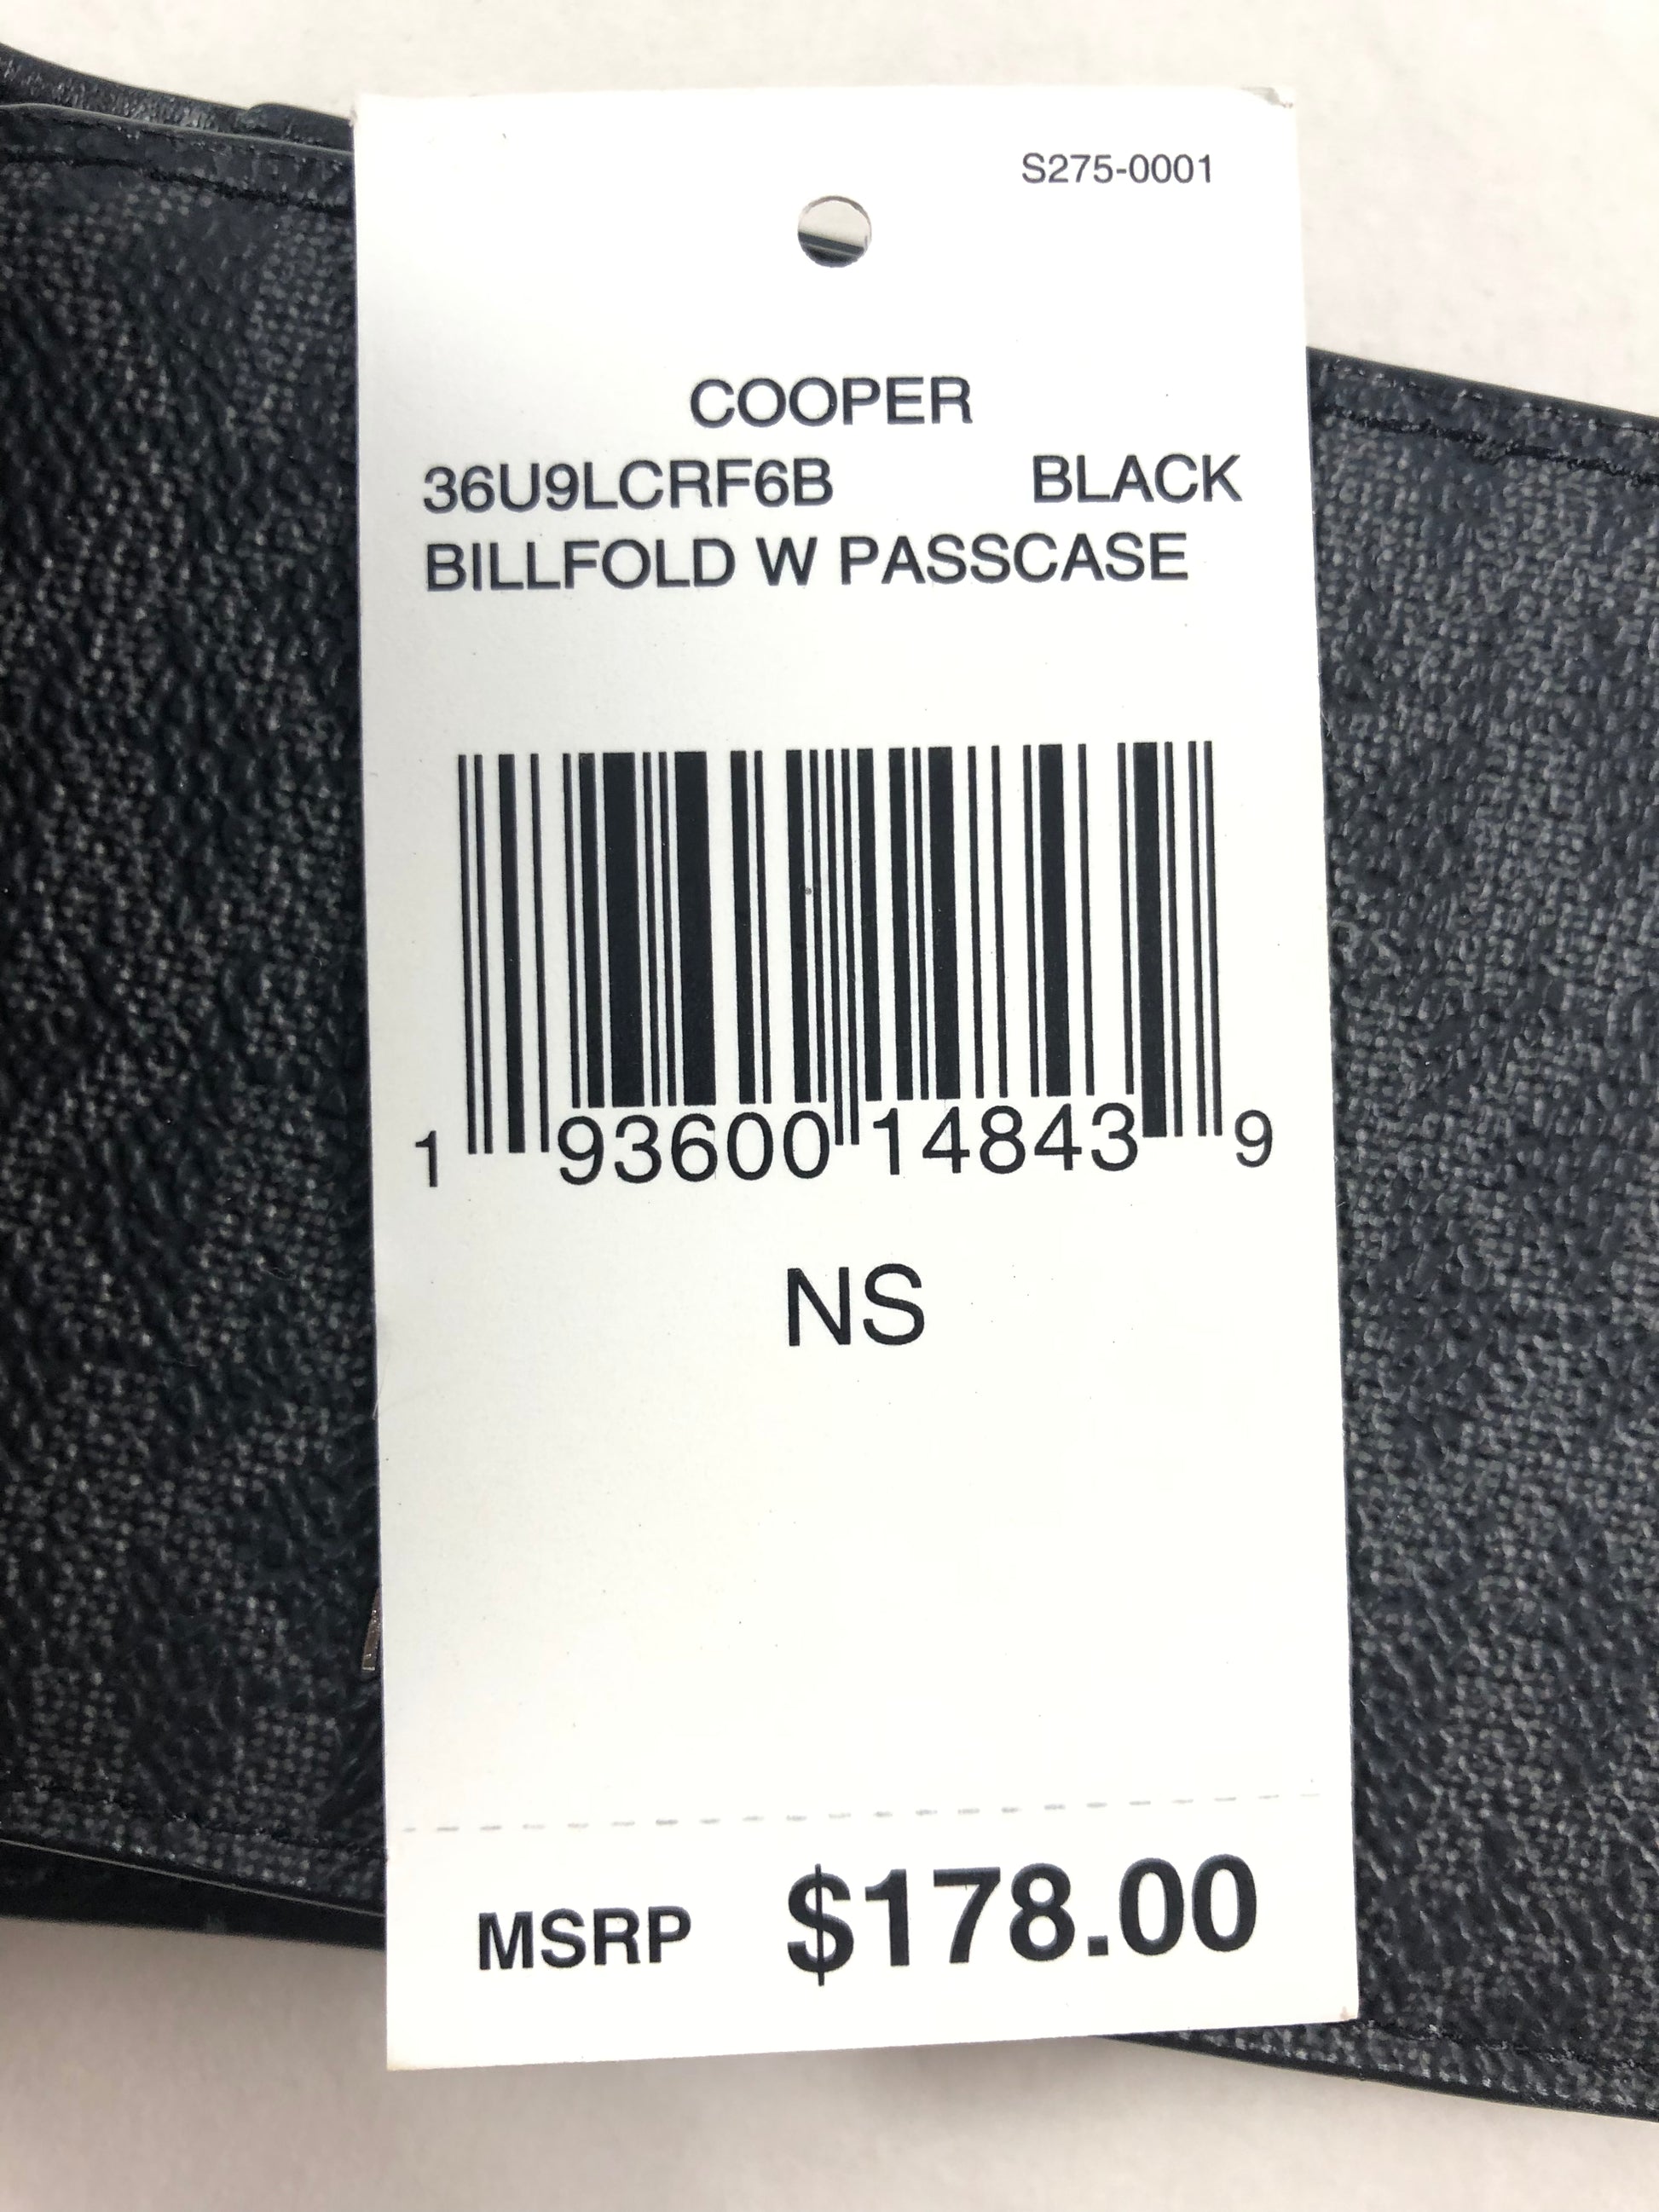 S275-0001
COOPER
36U9LCRF6B BLACK
BILLFOLD W PASSCASE
1 93600 14843 9
NS
MSRP $178.00